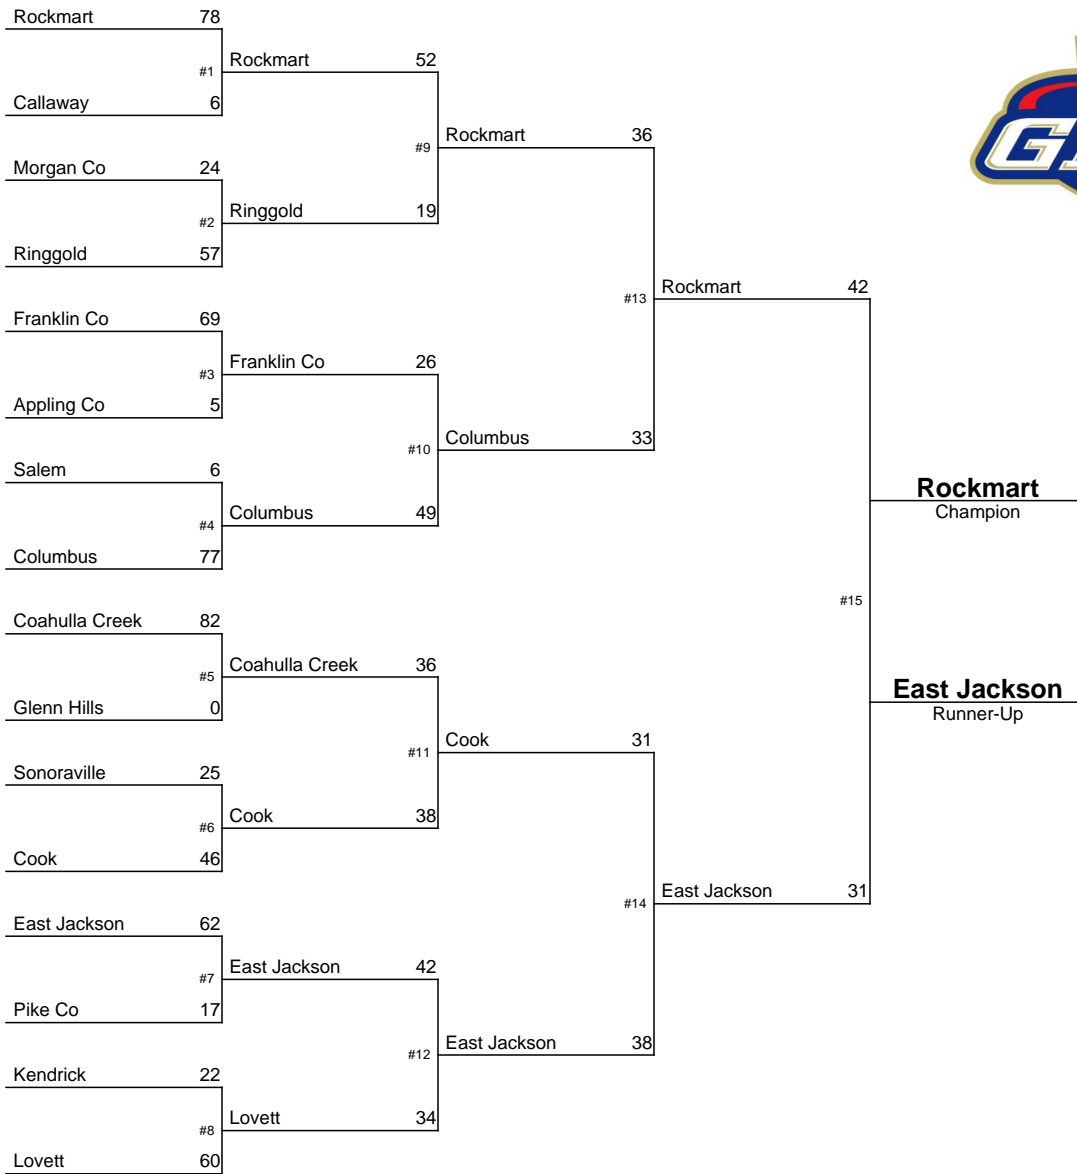 Rockmart 78
#1 Rockmart 52
Callaway 6
#9 Rockmart 36
Morgan Co 24
#2 Ringgold 19
Ringgold 57
#13 Rockmart 42
Franklin Co 69
#3 Franklin Co 26
Appling Co 5
#10 Columbus 33
Salem 6
#4 Columbus 49
Columbus 77
Rockmart
Champion
#15
Coahulla Creek 82
#5 Coahulla Creek 36
Glenn Hills 0
East Jackson
Runner-Up
#11 Cook 31
Sonoraville 25
#6 Cook 38
Cook 46
#14 East Jackson 31
East Jackson 62
#7 East Jackson 42
Pike Co 17
#12 East Jackson 38
Kendrick 22
#8 Lovett 34
Lovett 60